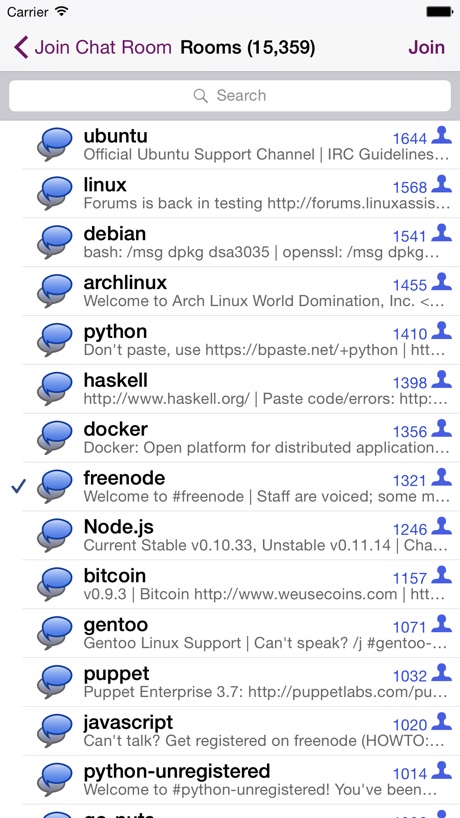 Carrier
Join Chat Room Rooms (15,359) Join
Search
ubuntu 1644
Official Ubuntu Support Channel | IRC Guidelines…
linux 1568
Forums is back in testing http://forums.linuxassis…
debian 1541
bash: /msg dpkg dsa3035 | openssl: /msg dpkg…
archlinux 1455
Welcome to Arch Linux World Domination, Inc. <…
python 1410
Don't paste, use https://bpaste.net/+python | htt…
haskell 1398
http://www.haskell.org/ | Paste code/errors: http:…
docker 1356
Docker: Open platform for distributed application…
freenode 1321
Welcome to #freenode | Staff are voiced; some m…
Node.js 1246
Current Stable v0.10.33, Unstable v0.11.14 | Cha…
bitcoin 1157
v0.9.3 | Bitcoin http://www.weusecoins.com | htt…
gentoo 1071
Gentoo Linux Support | Can't speak? /j #gentoo-…
puppet 1032
Puppet Enterprise 3.7: http://puppetlabs.com/pu…
javascript 1020
Can't talk? Get registered on freenode (HOWTO:…
python-unregistered 1014
Welcome to #python-unregistered! You've been…